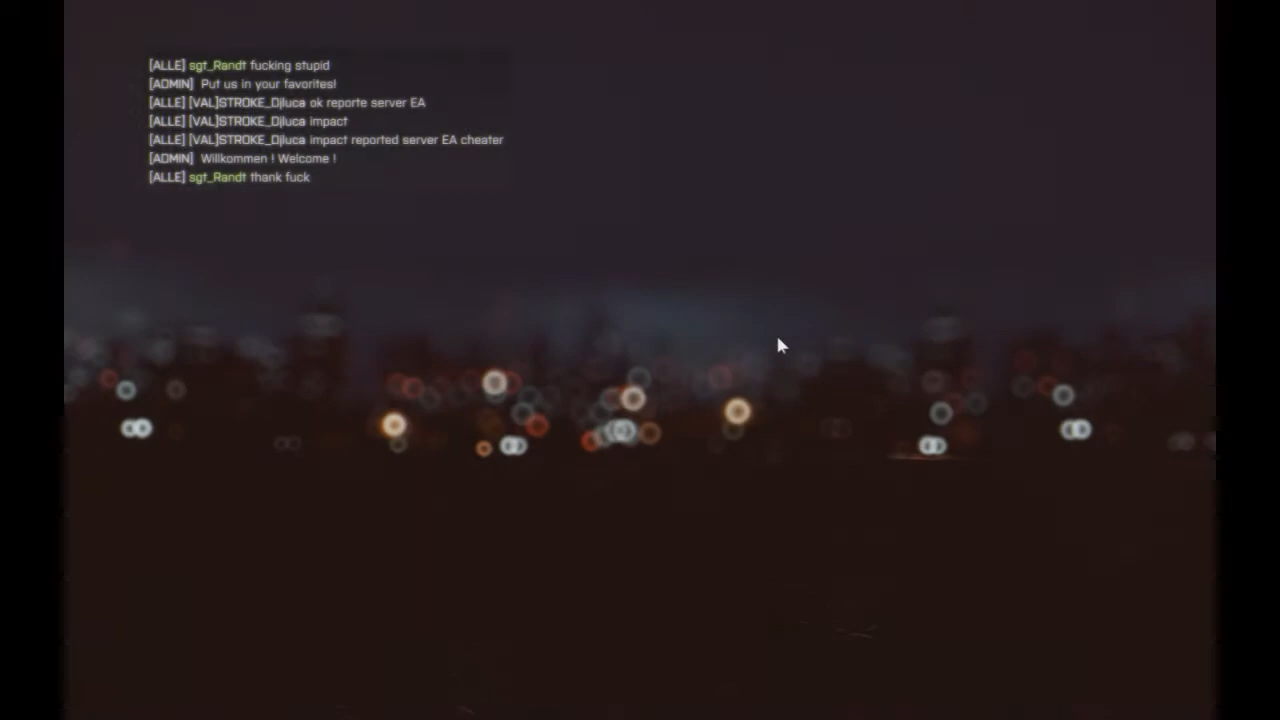 [ALLE] sgt_Randt fucking stupid
[ADMIN] Put us in your favorites!
[ALLE] [VAL]STROKE_Djluca ok reporte server EA
[ALLE] [VAL]STROKE_Djluca impact
[ALLE] [VAL]STROKE_Djluca impact reported server EA cheater
[ADMIN] Willkommen ! Welcome !
[ALLE] sgt_Randt thank fuck